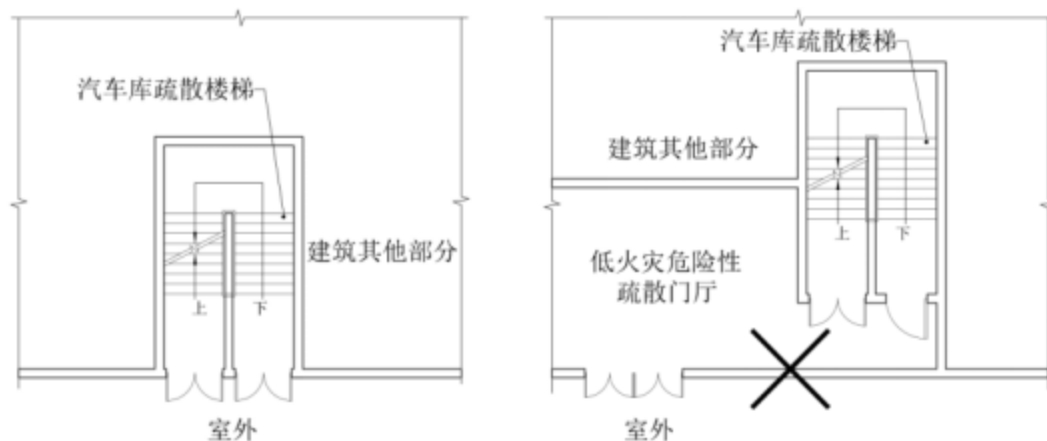 汽车库疏散楼梯
建筑其他部分
上
下
室外
汽车库疏散楼梯
建筑其他部分
低火灾危险性
疏散门厅
上
下
室外